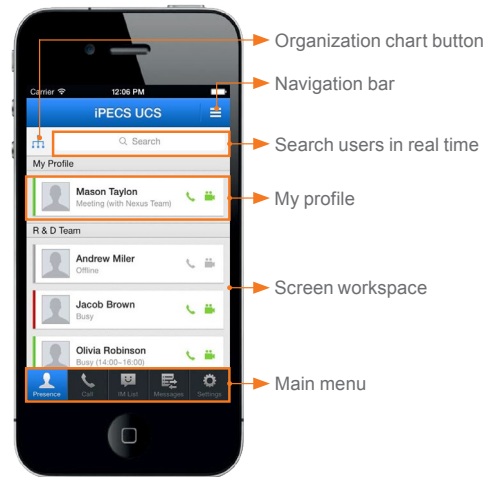 Organization chart button
Carrier 12:06 PM
Navigation bar
iPECS UCS
Search
Search users in real time
My Profile
Mason Taylon
Meeting (with Nexus Team)
My profile
R & D Team
Andrew Miler
Offline
Screen workspace
Jacob Brown
Busy
Olivia Robinson
Busy (14:00~16:00)
Presence Call IM List Messages Settings
Main menu